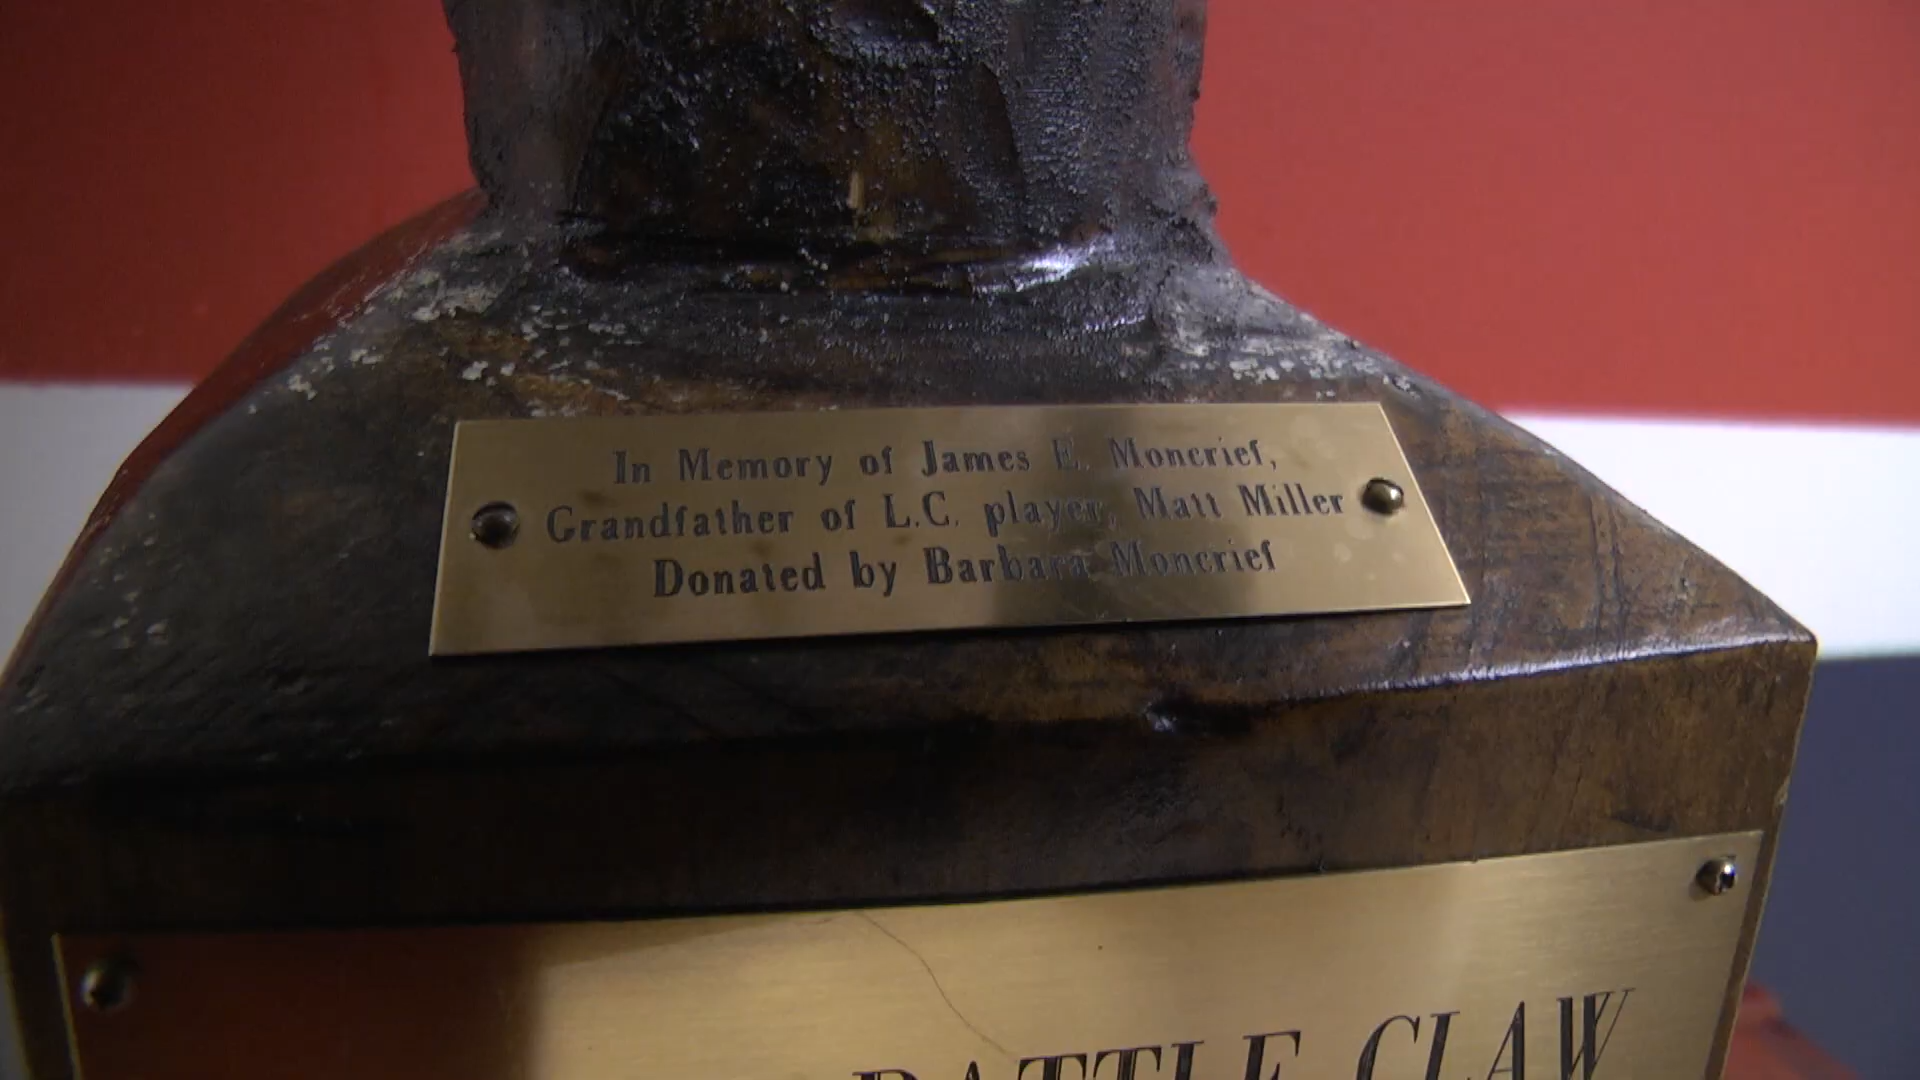 In Memory of James E. Moncrief,
Grandfather of L.C. player, Matt Miller
Donated by Barbara Moncrief
BATTLE CLAW